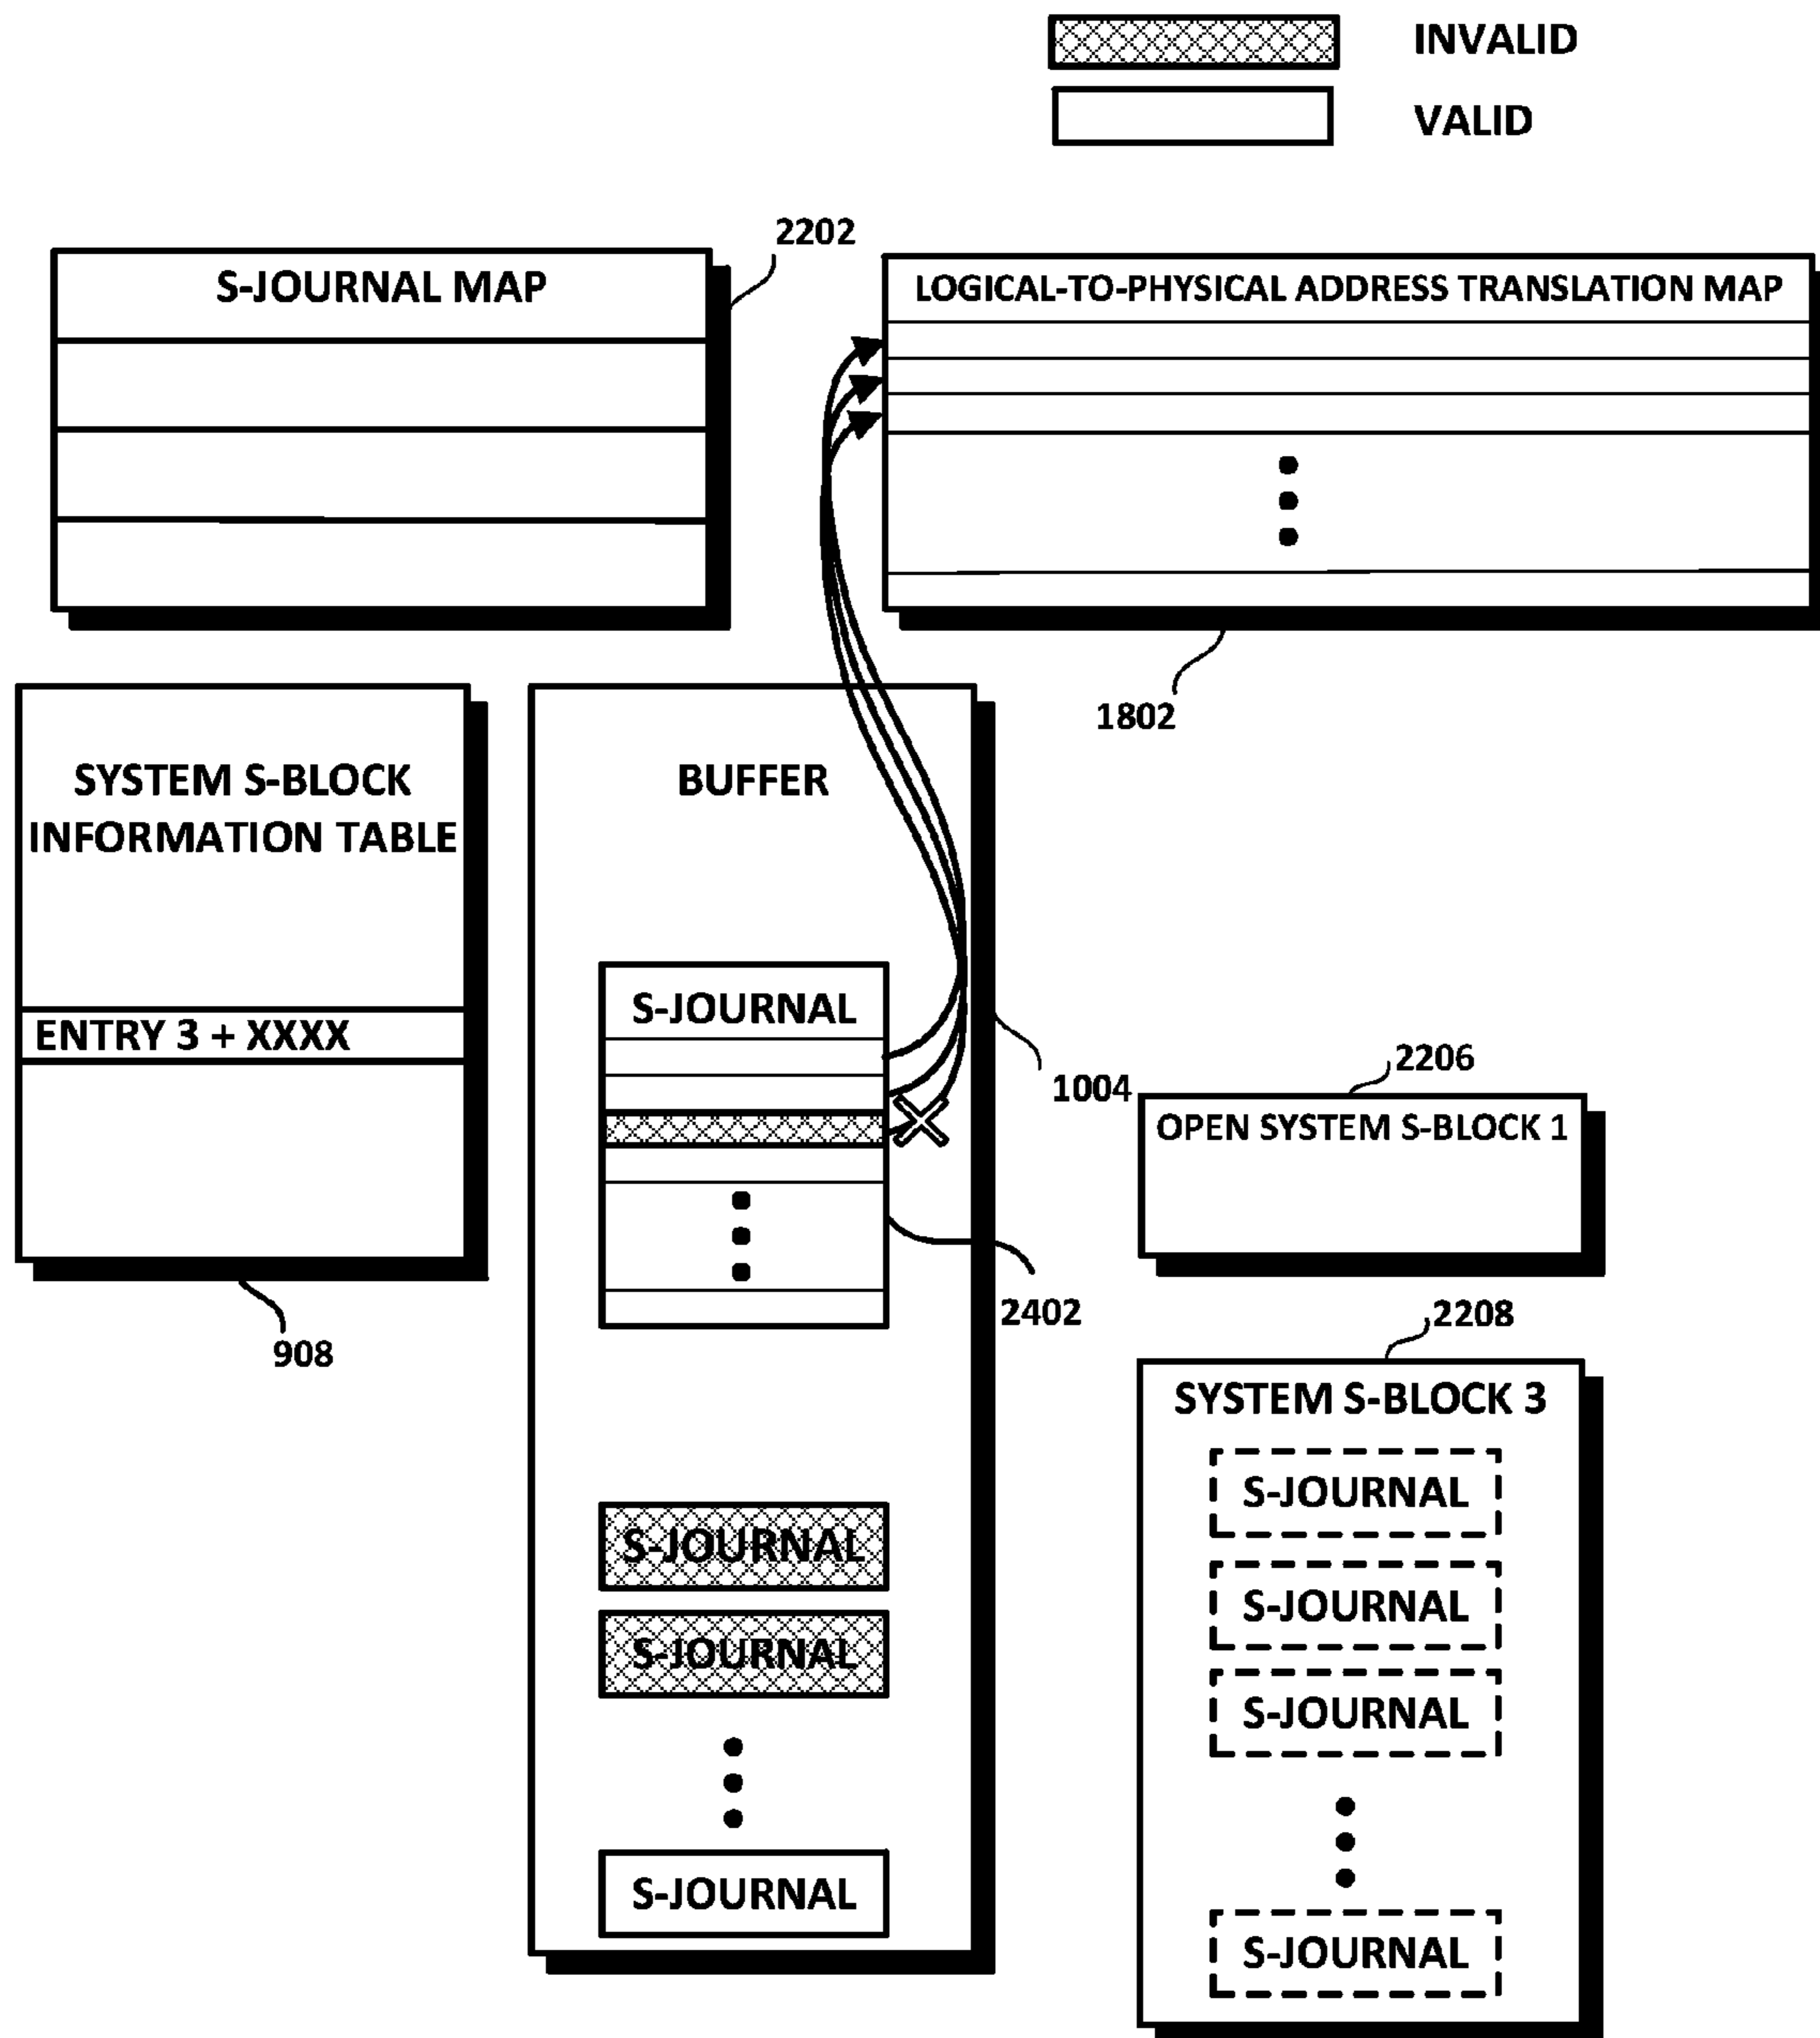 INVALID
VALID
2202
S-JOURNAL MAP
LOGICAL-TO-PHYSICAL ADDRESS TRANSLATION MAP
1802
SYSTEM S-BLOCK
INFORMATION TABLE
BUFFER
S-JOURNAL
ENTRY 3 + XXXX
1004
2206
OPEN SYSTEM S-BLOCK 1
2402
908
2208
SYSTEM S-BLOCK 3
S-JOURNAL
S-JOURNAL
S-JOURNAL
S-JOURNAL
S-JOURNAL
S-JOURNAL
S-JOURNAL